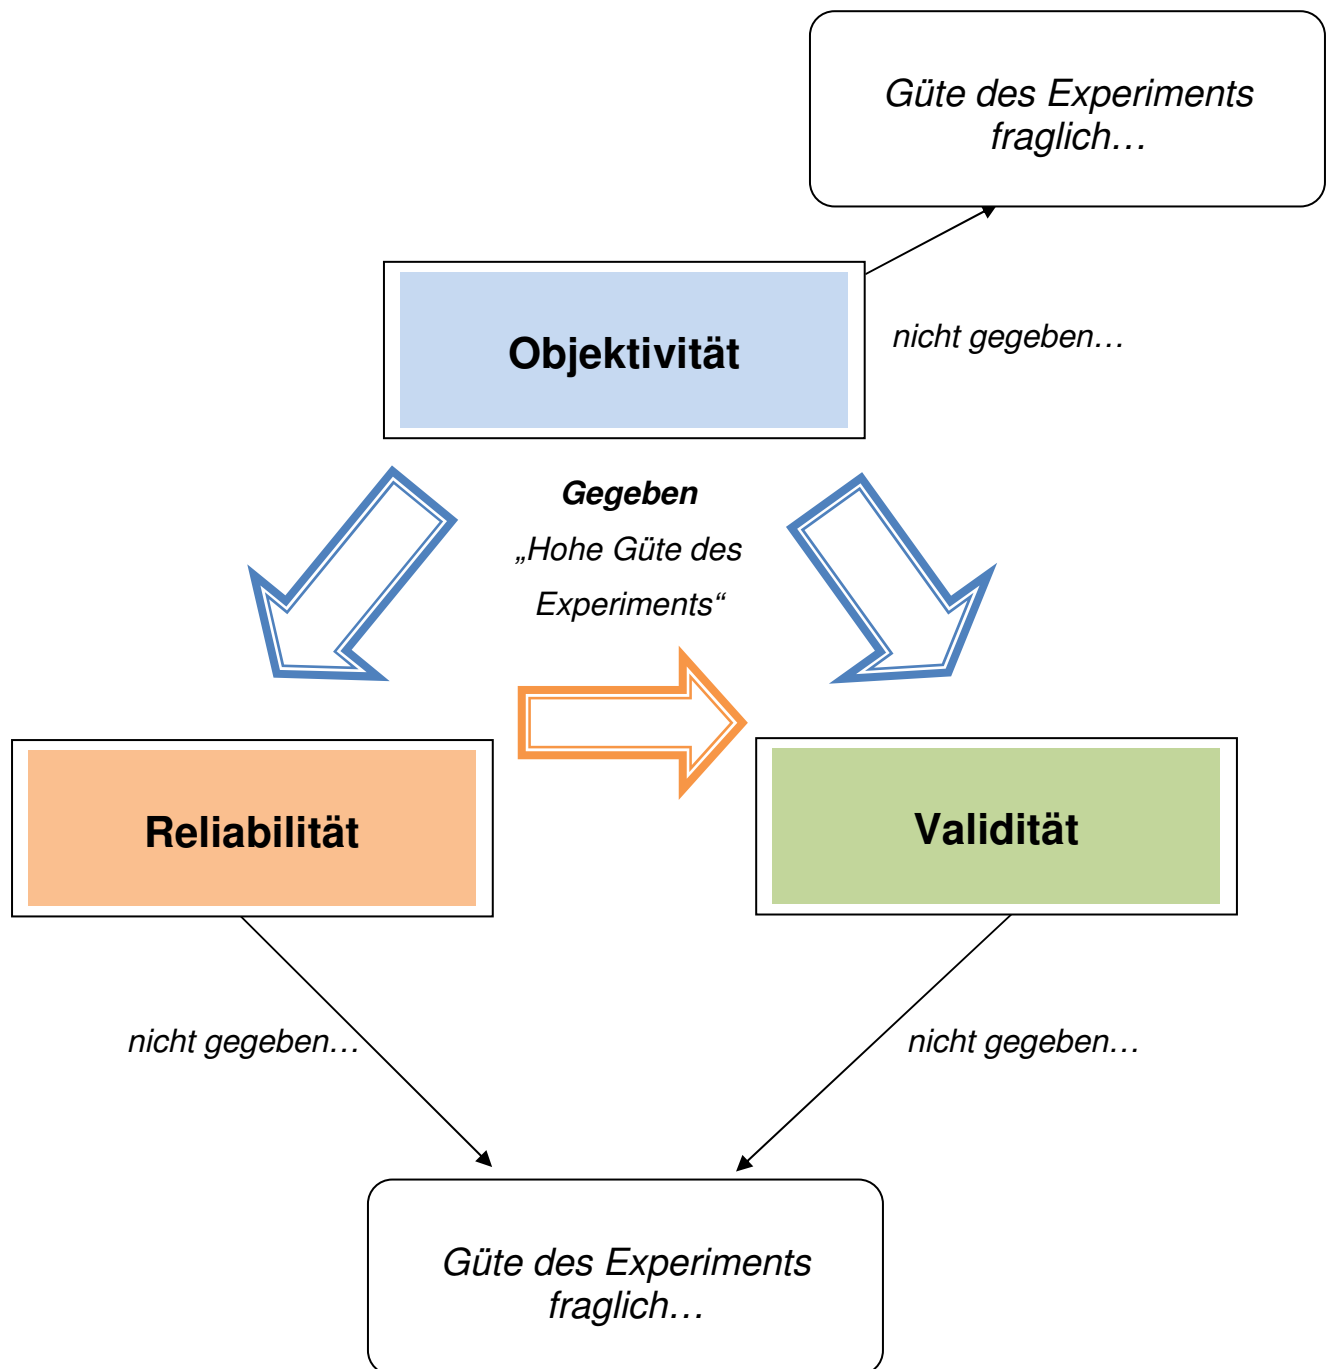 Güte des Experiments
fraglich…
nicht gegeben…
Objektivität
Gegeben
„Hohe Güte des
Experiments“
Reliabilität
Validität
nicht gegeben…
nicht gegeben…
Güte des Experiments
fraglich…